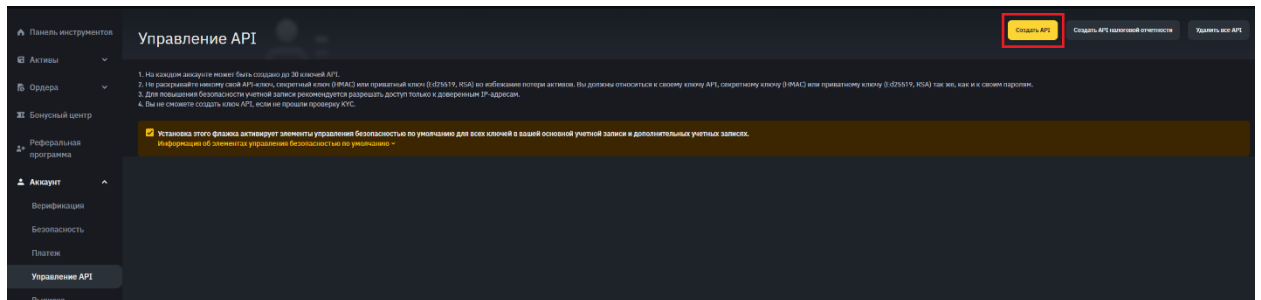 Панель инструментов
Активы
Ордера
Бонусный центр
Реферальная
программа
Аккаунт
Верификация
Безопасность
Платеж
Управление API
Управление API
Создать API
Создать API налоговой отчетности
Удалить все API
1. На каждом аккаунте может быть создано до 30 ключей API.
2. Не раскрывайте никому свой API-ключ, секретный ключ (HMAC) или приватный ключ (Ed25519, RSA) во избежание потери активов. Вы должны относиться к своему ключу API, секретному ключу (HMAC) или приватному ключу (Ed25519, RSA) так же, как и к своим паролям.
3. Для повышения безопасности учетной записи рекомендуется разрешать доступ только к доверенным IP-адресам.
4. Вы не сможете создать ключ API, если не прошли проверку KYC.
Установка этого флажка активирует элементы управления безопасностью по умолчанию для всех ключей в вашей основной учетной записи и дополнительных учетных записях.
Информация об элементах управления безопасностью по умолчанию